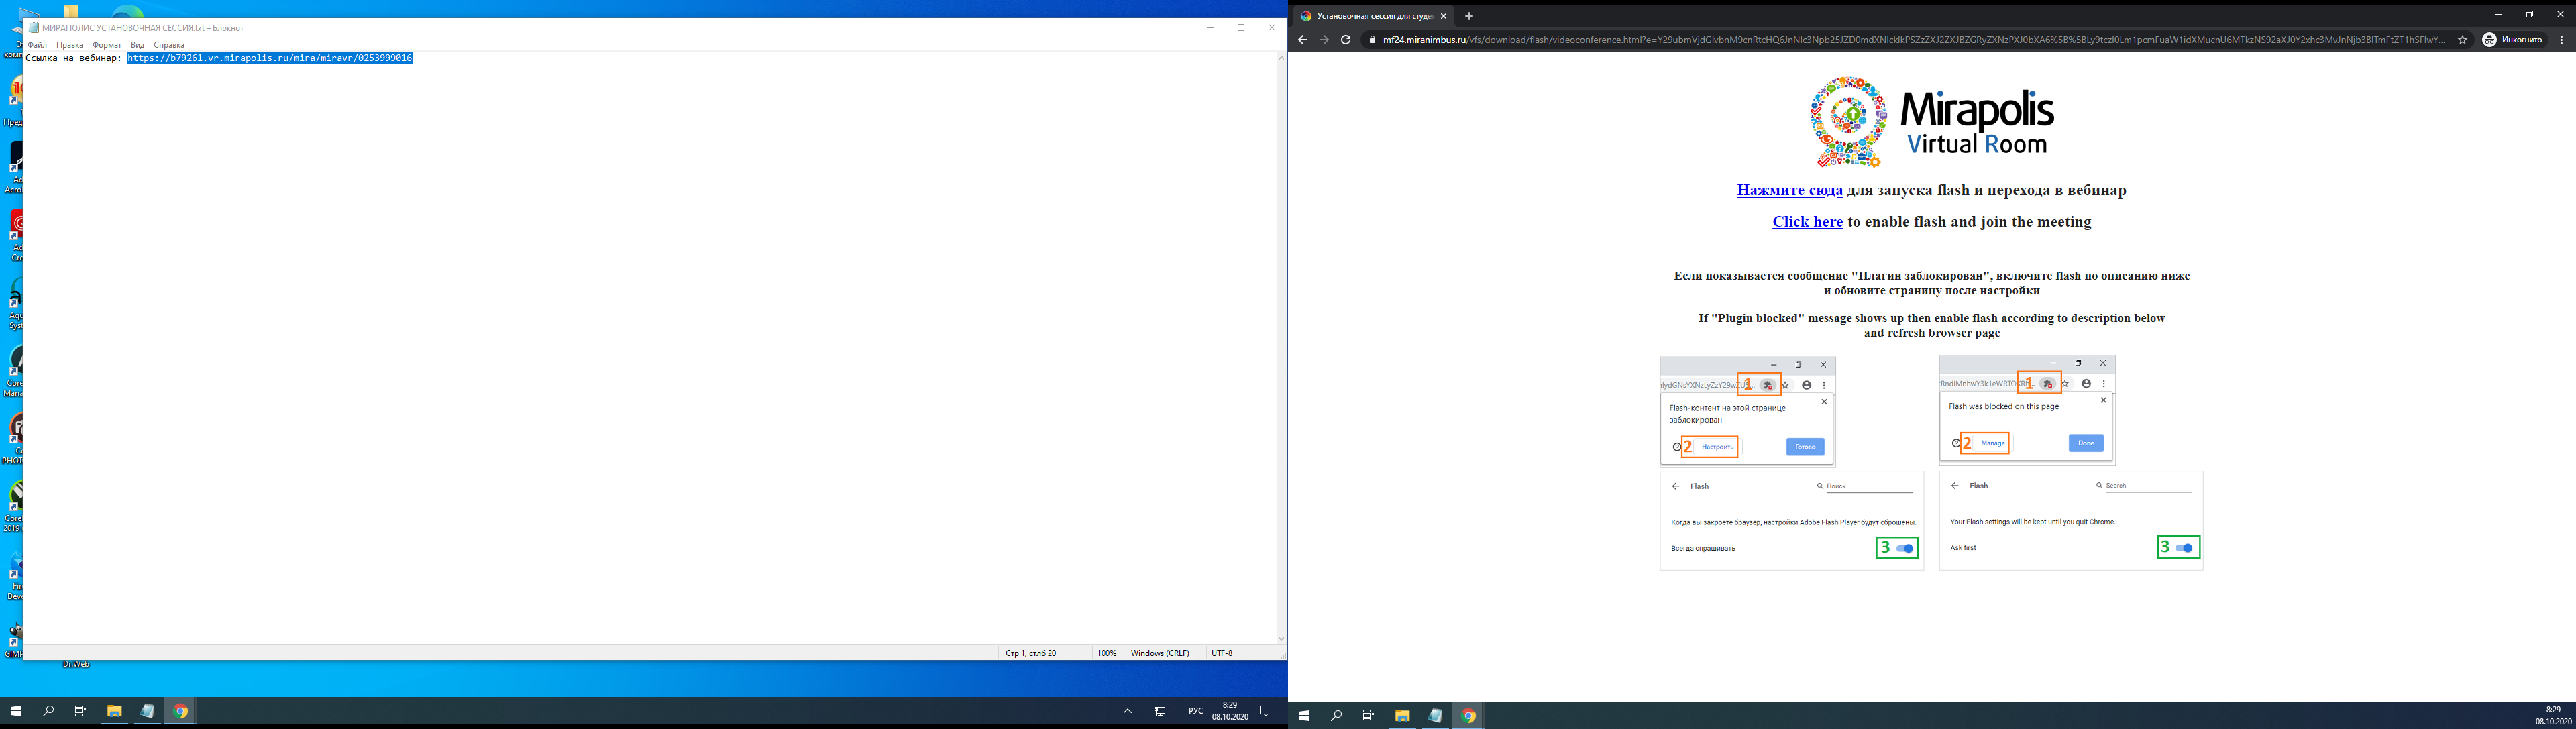 МИРАПОЛИС УСТАНОВОЧНАЯ СЕССИЯ.txt – Блокнот
Файл Правка Формат Вид Справка
Ссылка на вебинар: https://b79261.vr.mirapolis.ru/mira/miravr/0253999016
Dr.Web
Стр 1, стлб 20
100%
Windows (CRLF)
UTF-8
РУС
8:29
08.10.2020
Установочная сессия для студе
Инкогнито
Mirapolis
Virtual Room
Нажмите сюда для запуска flash и перехода в вебинар
Click here to enable flash and join the meeting
Если показывается сообщение "Плагин заблокирован", включите flash по описанию ниже
и обновите страницу после настройки
If "Plugin blocked" message shows up then enable flash according to description below
and refresh browser page
1
Flash-контент на этой странице
заблокирован
2 Настроить
Готово
Flash
Поиск
Когда вы закроете браузер, настройки Adobe Flash Player будут сброшены.
Всегда спрашивать
3
1
Flash was blocked on this page
2 Manage
Done
Flash
Search
Your Flash settings will be kept until you quit Chrome.
Ask first
3
8:29
08.10.2020